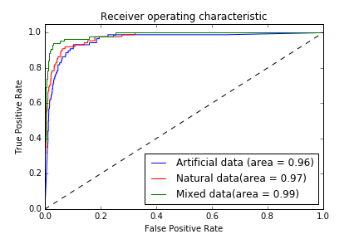 Receiver operating characteristic
1.0
0.8
0.6
0.4
0.2
0.0
True Positive Rate
Artificial data (area = 0.96)
Natural data(area = 0.97)
Mixed data(area = 0.99)
0.0 0.2 0.4 0.6 0.8 1.0
False Positive Rate